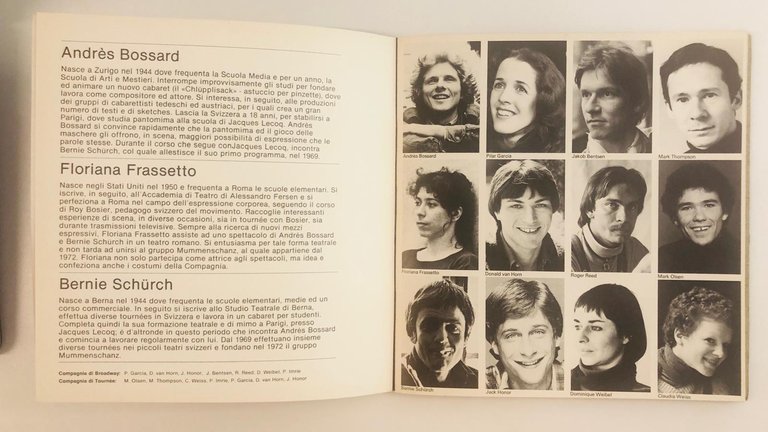 Andrès Bossard
Nasce a Zurigo nel 1944 dove frequenta la Scuola Media e per un anno, la
Scuola di Arti e Mestieri. Interrompe improvvisamente gli studi per fondare
ed animare un nuovo cabaret (il «Chlupplisack» - astuccio per pinzette), dove
lavora come compositore ed attore. Si interessa, in seguito, alle produzioni
dei gruppi di cabarettisti tedeschi ed austriaci, per i quali crea un gran
numero di testi e di sketches. Lascia la Svizzera a 18 anni, per stabilirsi a
Parigi, dove studia pantomima alla scuola di Jacques Lecoq. Andrès
Bossard si convince rapidamente che la pantomima ed il gioco delle
maschere gli offrono, in scena, maggiori possibilità di espressione che le
parole stesse. Durante il corso che segue conJacques Lecoq, incontra
Bernie Schürch, col quale allestisce il suo primo programma, nel 1969.
Floriana Frassetto
Nasce negli Stati Uniti nel 1950 e frequenta a Roma le scuole elementari. Si
iscrive, in seguito, all'Accademia di Teatro di Alessandro Fersen e si
perfeziona a Roma nel campo dell'espressione corporea, seguendo il corso
di Roy Bosier, pedagogo svizzero del movimento. Raccoglie interessanti
esperienze di scena, in diverse occasioni, sia in tournée con Bosier, sia
durante trasmissioni televisive. Sempre alla ricerca di nuovi mezzi
espressivi. Floriana Frassetto assiste ad uno spettacolo di Andrès Bossard
e Bernie Schurch in un teatro romano. Si entusiasma per tale forma teatrale
e non tarda ad unirsi al gruppo Mummenschanz, al quale appartiene dal
1972. Floriana non solo partecipa come attrice agli spettacoli, ma idea e
confeziona anche i costumi della Compagnia.
Bernie Schürch
Nasce a Berna nel 1944 dove frequenta le scuole elementari, medie ed un
corso commerciale. In seguito si iscrive allo Studio Teatrale di Berna,
effettua diverse tournées in Svizzera e lavora in un cabaret per studenti.
Completa quindi la sua formazione teatrale e di mimo a Parigi, presso
Jacques Lecoq; è d'altronde in questo periodo che incontra Andrès Bossard
e comincia a lavorare regolarmente con lui. Dal 1969 effettuano insieme
diverse tournées nei piccoli teatri svizzeri e fondano nel 1972 il gruppo
Mummenschanz.
Compagnia di Broadway: P. Garcia, D. van Horn, J. Honor, J. Bentsen, R. Reed, D. Weibel, P. Imrie
Compagnia di Tournée: M. Olsen, M. Thompson, C. Weiss, P. Imrie, P. Garcia, D. van Horn, J. Honor
Andrès Bossard
Pilar Garcia
Jakob Bentsen
Mark Thompson
Floriana Frassetto
Donald van Horn
Roger Reed
Mark Olsen
Bernie Schürch
Jack Honor
Dominique Weibel
Claudia Weiss